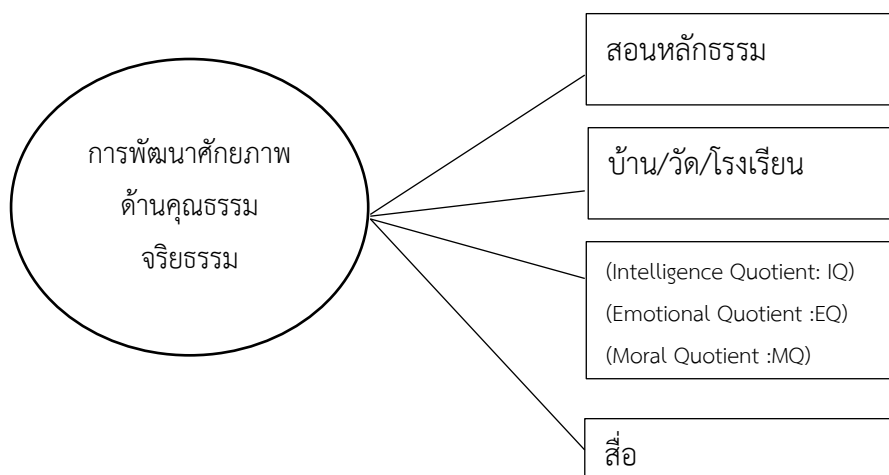 การพัฒนาศักยภาพ
ด้านคุณธรรม
จริยธรรม
สอนหลักธรรม
บ้าน/วัด/โรงเรียน
(Intelligence Quotient: IQ)
(Emotional Quotient :EQ)
(Moral Quotient :MQ)
สื่อ